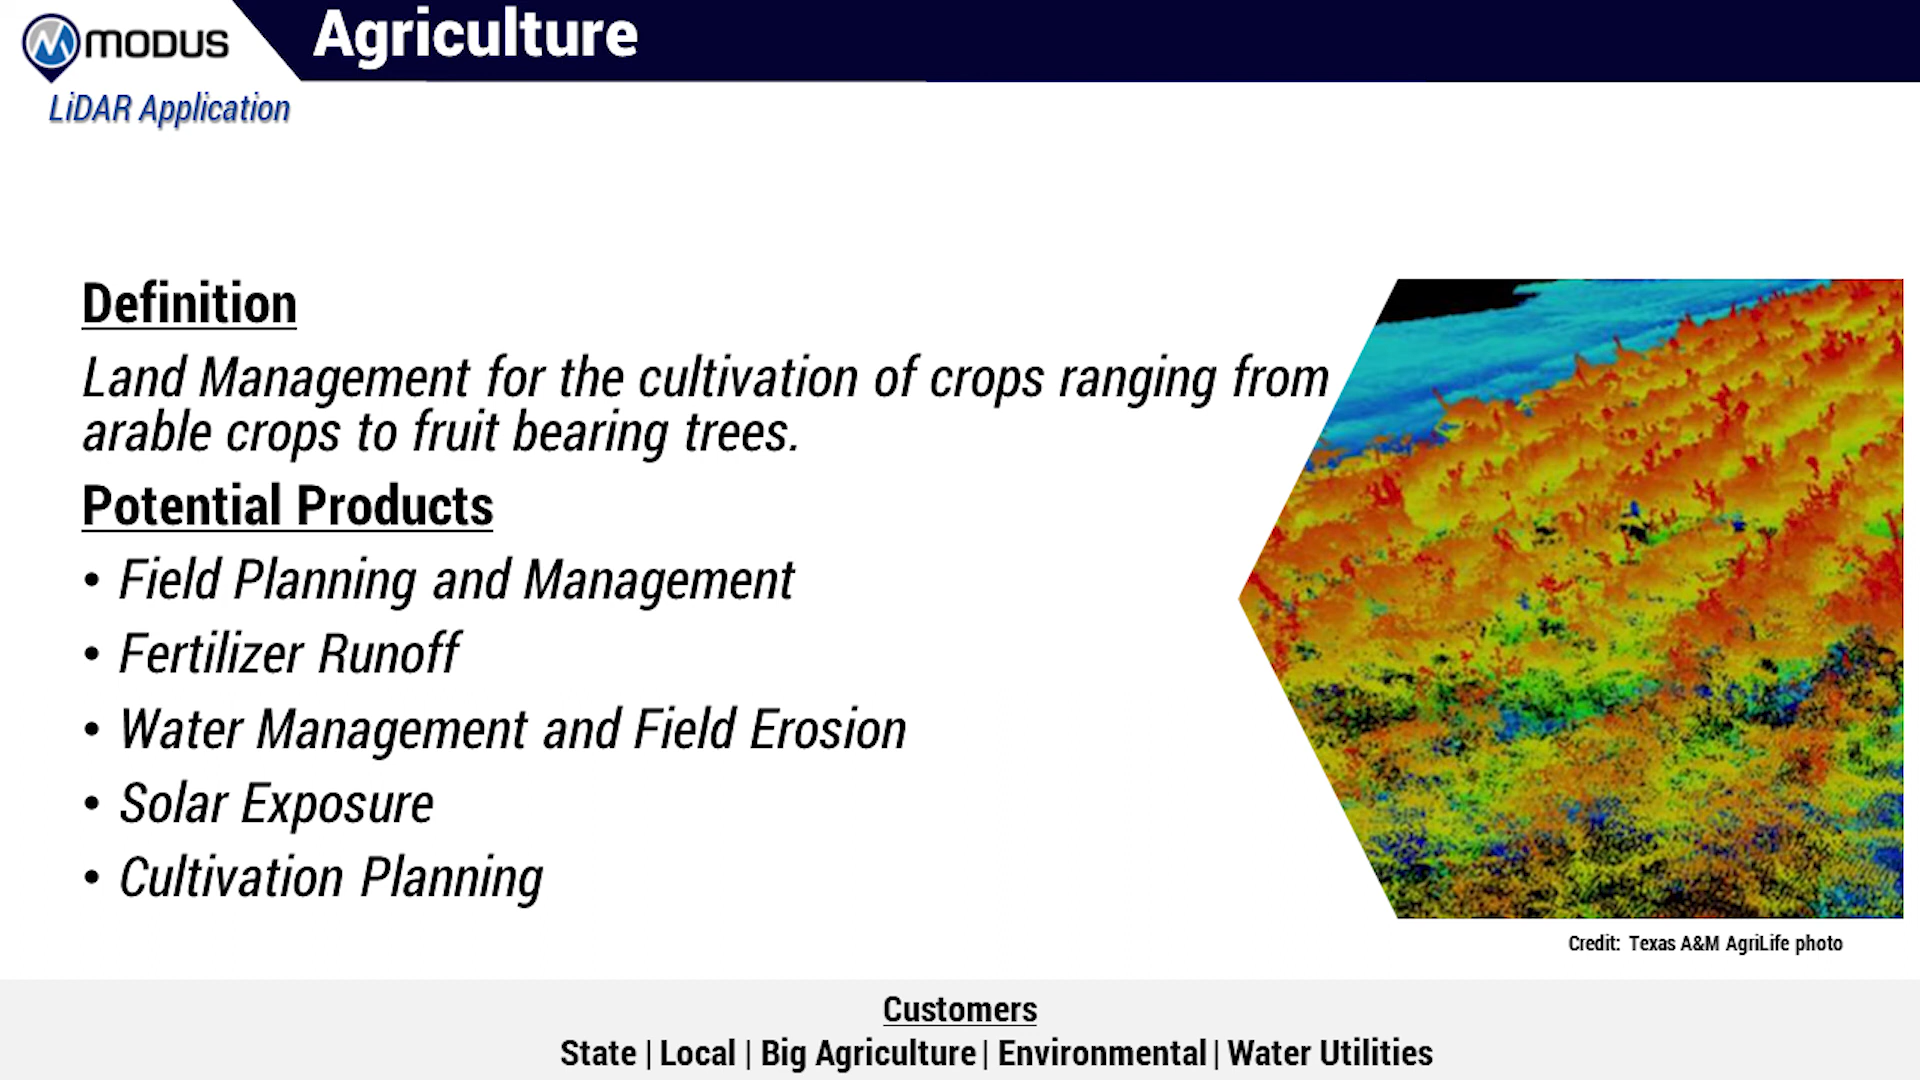 MODUS
Agriculture
LiDAR Application
Definition
Land Management for the cultivation of crops ranging from
arable crops to fruit bearing trees.
Potential Products
• Field Planning and Management
• Fertilizer Runoff
• Water Management and Field Erosion
• Solar Exposure
• Cultivation Planning
Credit: Texas A&M AgriLife photo
Customers
State | Local | Big Agriculture | Environmental | Water Utilities